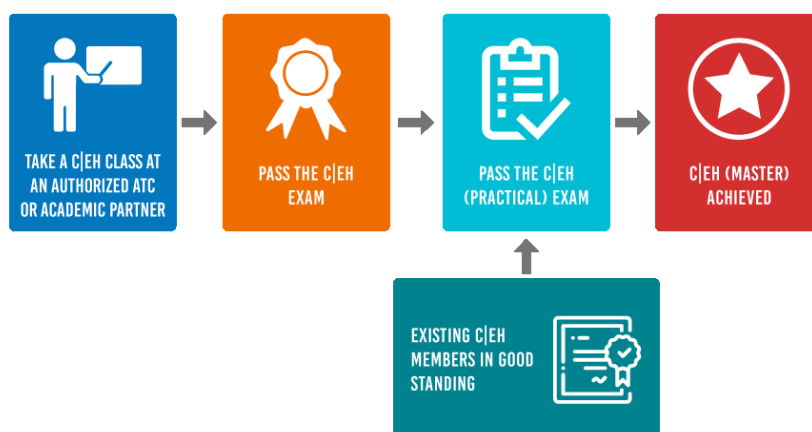 TAKE A C|EH CLASS AT
AN AUTHORIZED ATC
OR ACADEMIC PARTNER
PASS THE C|EH
EXAM
PASS THE C|EH
(PRACTICAL) EXAM
C|EH (MASTER)
ACHIEVED
EXISTING C|EH
MEMBERS IN GOOD
STANDING